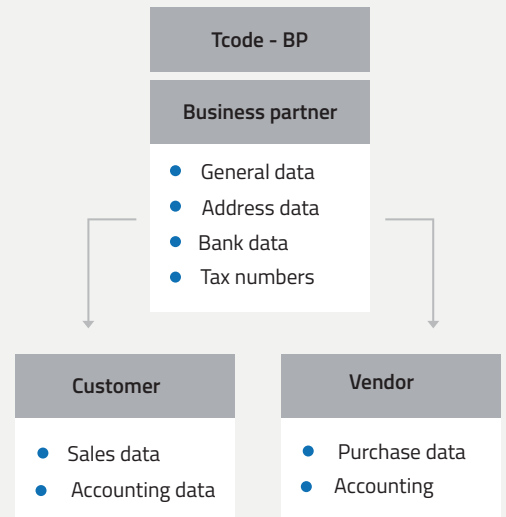 Tcode - BP
Business partner
General data
Address data
Bank data
Tax numbers
Customer
Sales data
Accounting data
Vendor
Purchase data
Accounting